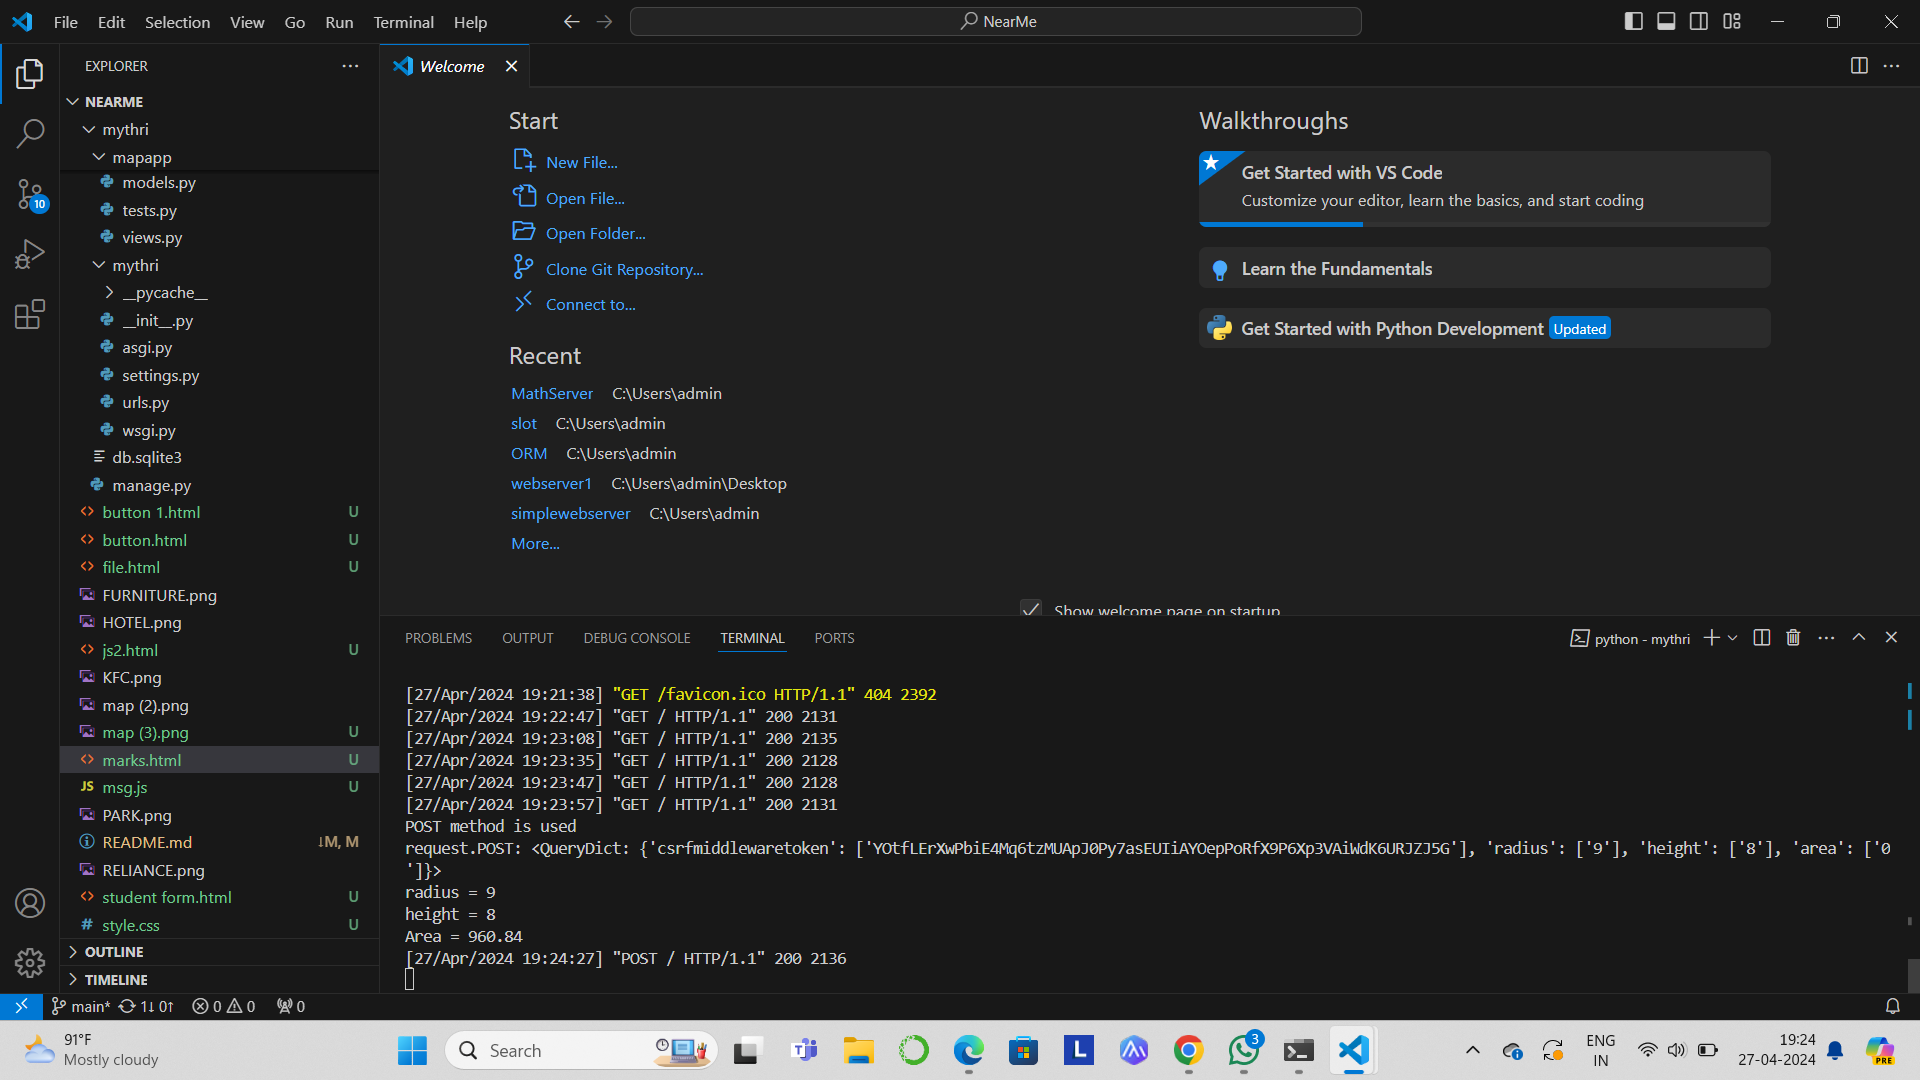 File Edit Selection View Go Run Terminal Help
NearMe
EXPLORER
Welcome
NEARME
mythri
mapapp
models.py
tests.py
views.py
mythri
__pycache__
__init__.py
asgi.py
settings.py
urls.py
wsgi.py
db.sqlite3
manage.py
button 1.html U
button.html U
file.html U
FURNITURE.png
HOTEL.png
js2.html U
KFC.png
map (2).png
map (3).png U
marks.html U
JS msg.js U
PARK.png
README.md ↓M, M
RELIANCE.png
student form.html U
# style.css U
OUTLINE
TIMELINE
10
Start
New File...
Open File...
Open Folder...
Clone Git Repository...
Connect to...
Recent
MathServer C:\Users\admin
slot C:\Users\admin
ORM C:\Users\admin
webserver1 C:\Users\admin\Desktop
simplewebserver C:\Users\admin
More...
Walkthroughs
Get Started with VS Code
Customize your editor, learn the basics, and start coding
Learn the Fundamentals
Get Started with Python Development Updated
Show welcome page on startup
PROBLEMS OUTPUT DEBUG CONSOLE TERMINAL PORTS
python - mythri
[27/Apr/2024 19:21:38] "GET /favicon.ico HTTP/1.1" 404 2392
[27/Apr/2024 19:22:47] "GET / HTTP/1.1" 200 2131
[27/Apr/2024 19:23:08] "GET / HTTP/1.1" 200 2135
[27/Apr/2024 19:23:35] "GET / HTTP/1.1" 200 2128
[27/Apr/2024 19:23:47] "GET / HTTP/1.1" 200 2128
[27/Apr/2024 19:23:57] "GET / HTTP/1.1" 200 2131
POST method is used
request.POST: <QueryDict: {'csrfmiddlewaretoken': ['YOtfLErXwPbiE4Mq6tzMUApJ0Py7asEUIiAYOepPoRfX9P6Xp3VAiWdK6URJZJ5G'], 'radius': ['9'], 'height': ['8'], 'area': ['0
']}>
radius = 9
height = 8
Area = 960.84
[27/Apr/2024 19:24:27] "POST / HTTP/1.1" 200 2136
main* 1↓ 0↑ 0 0 0
91°F
Mostly cloudy
Search
L
3
ENG
IN
19:24
27-04-2024
PRE